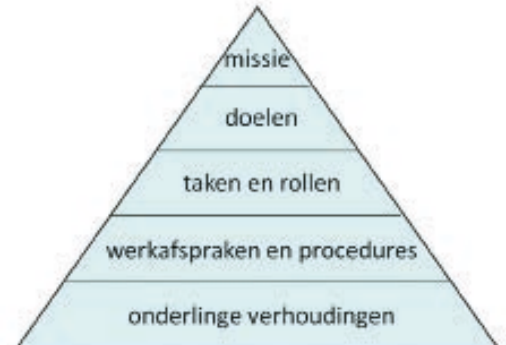 missie
doelen
taken en rollen
werkafspraken en procedures
onderlinge verhoudingen